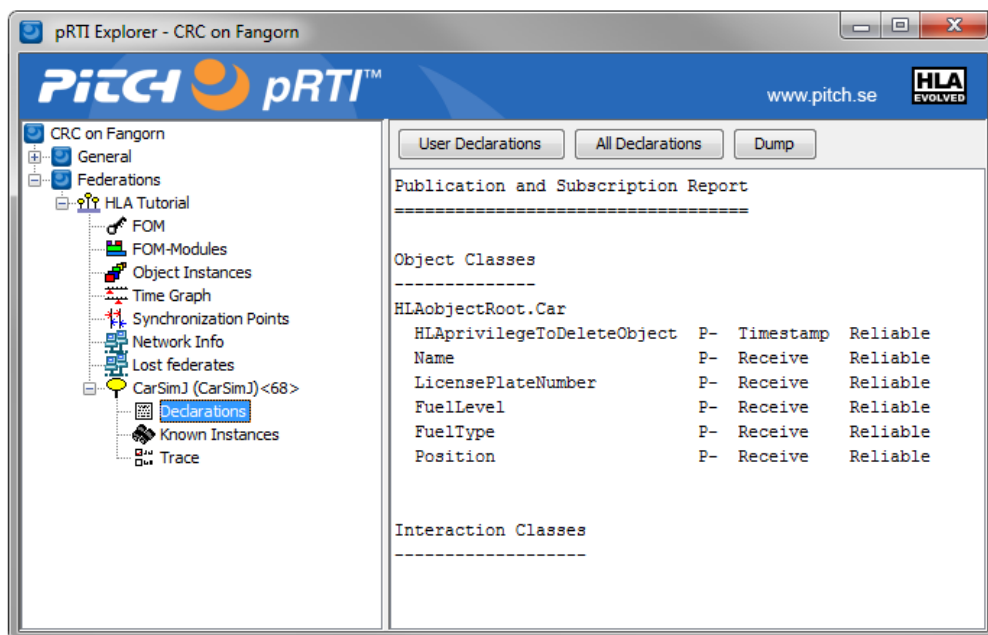 pRTI Explorer - CRC on Fangorn
PITCH pRTI™
www.pitch.se
HLA
EVOLVED
CRC on Fangorn
General
Federations
HLA Tutorial
FOM
FOM-Modules
Object Instances
Time Graph
Synchronization Points
Network Info
Lost federates
CarSimJ (CarSimJ)<68>
Declarations
Known Instances
Trace
User Declarations All Declarations Dump
Publication and Subscription Report
===================================
Object Classes
--------------
HLAobjectRoot.Car
HLAprivilegeToDeleteObject P- Timestamp Reliable
Name P- Receive Reliable
LicensePlateNumber P- Receive Reliable
FuelLevel P- Receive Reliable
FuelType P- Receive Reliable
Position P- Receive Reliable
Interaction Classes
-------------------